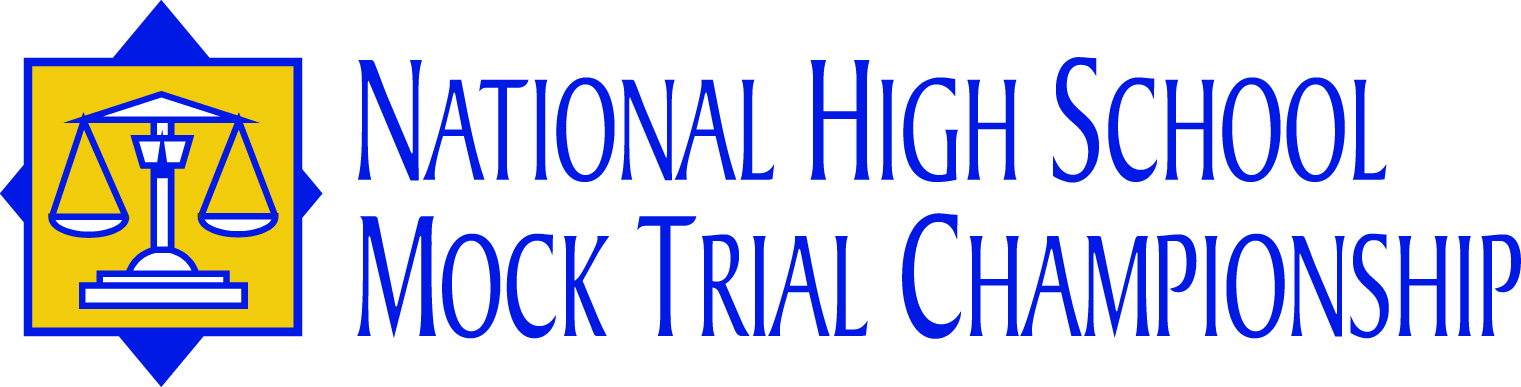 NATIONAL HIGH SCHOOL
MOCK TRIAL CHAMPIONSHIP